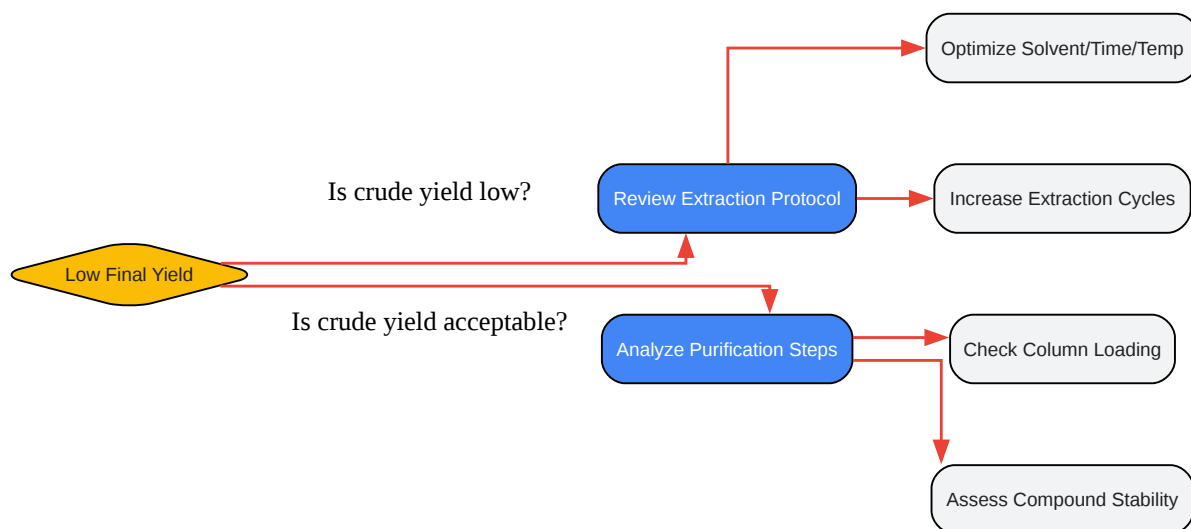 Optimize Solvent/Time/Temp
Is crude yield low?
Review Extraction Protocol
Increase Extraction Cycles
Low Final Yield
Is crude yield acceptable?
Analyze Purification Steps
Check Column Loading
Assess Compound Stability